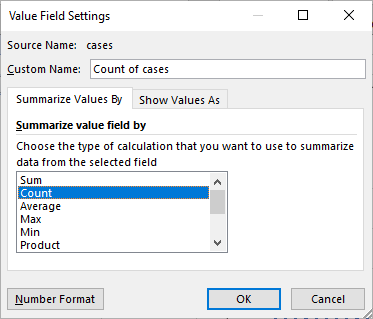 Value Field Settings
Source Name: cases
Custom Name: Count of cases
Summarize Values By Show Values As
Summarize value field by
Choose the type of calculation that you want to use to summarize
data from the selected field
Sum
Count
Average
Max
Min
Product
Number Format OK Cancel